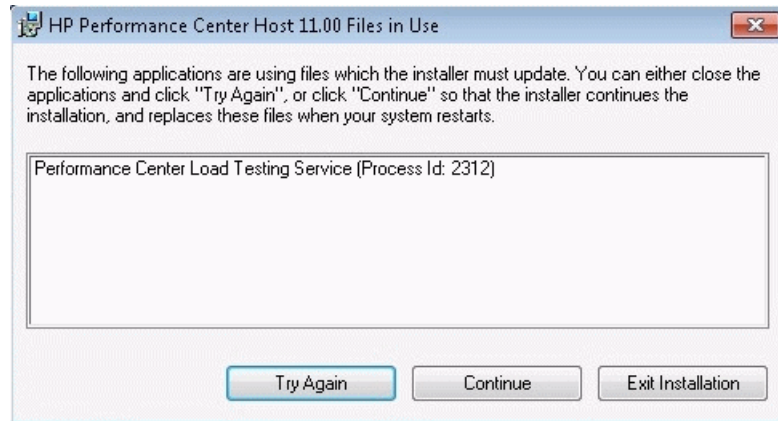 HP Performance Center Host 11.00 Files in Use
The following applications are using files which the installer must update. You can either close the
applications and click "Try Again", or click "Continue" so that the installer continues the
installation, and replaces these files when your system restarts.
Performance Center Load Testing Service (Process Id: 2312)
Try Again Continue Exit Installation